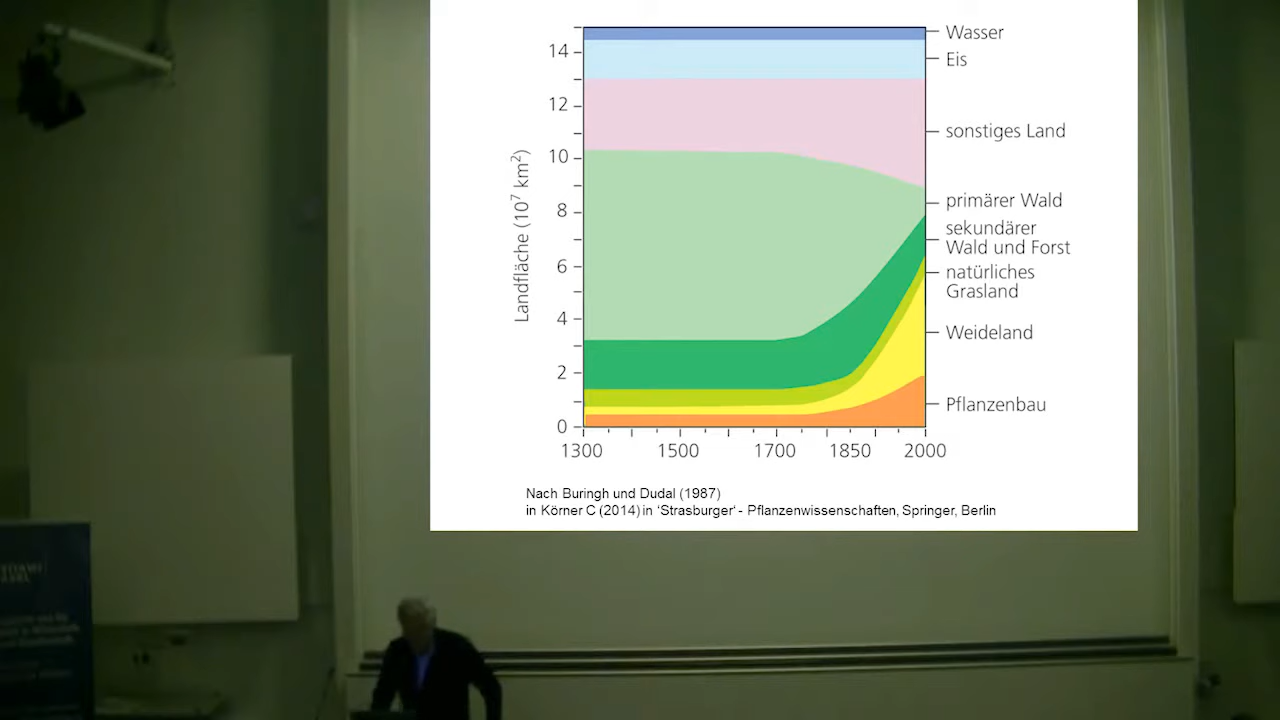 Wasser
Eis
sonstiges Land
primärer Wald
sekundärer
Wald und Forst
natürliches
Grasland
Weideland
Pflanzenbau
Landfläche (10⁷ km²)
14
12
10
8
6
4
2
0
1300 1500 1700 1850 2000
Nach Buringh und Dudal (1987)
in Körner C (2014) in 'Strasburger' - Pflanzenwissenschaften, Springer, Berlin